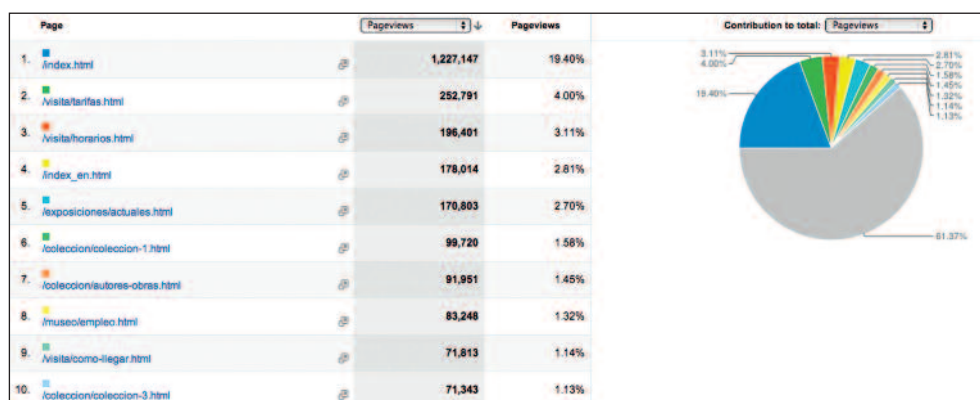 Page Pageviews Pageviews Contribution to total: Pageviews
1. /index.html 1,227,147 19.40%
2. /visita/tarifas.html 252,791 4.00%
3. /visita/horarios.html 196,401 3.11%
4. /index_en.html 178,014 2.81%
5. /exposiciones/actuales.html 170,803 2.70%
6. /coleccion/coleccion-1.html 99,720 1.58%
7. /coleccion/autores-obras.html 91,951 1.45%
8. /museo/empleo.html 83,248 1.32%
9. /visita/como-llegar.html 71,813 1.14%
10. /coleccion/coleccion-3.html 71,343 1.13%
3.11%
4.00%
19.40%
2.81%
2.70%
1.58%
1.45%
1.32%
1.14%
1.13%
61.37%